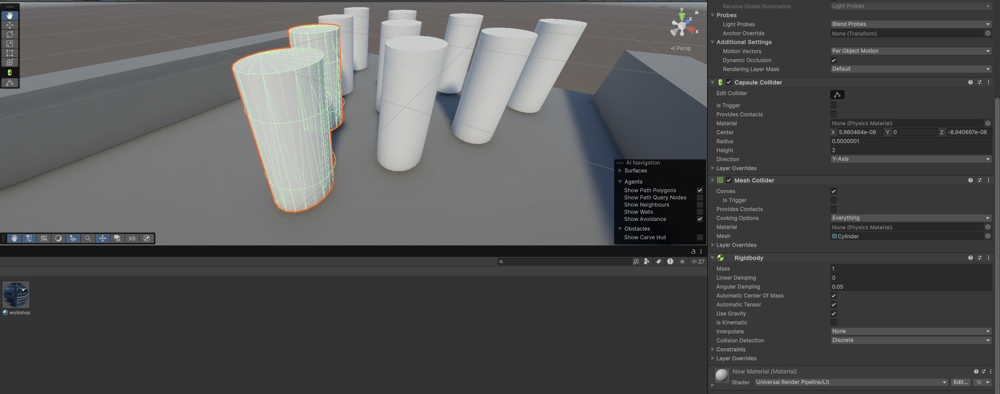 y
z
x
Persp
AI Navigation
Surfaces
Agents
Show Path Polygons
Show Path Query Nodes
Show Neighbours
Show Walls
Show Avoidance
Obstacles
Show Carve Hull
XB
27
workshop
Receive Global Illumination Light Probes
Probes
Light Probes Blend Probes
Anchor Override None (Transform)
Additional Settings
Motion Vectors Per Object Motion
Dynamic Occlusion
Rendering Layer Mask Default
Capsule Collider
Edit Collider
Is Trigger
Provides Contacts
Material None (Physics Material)
Center X 5.960464e-08 Y 0 Z -8.940697e-08
Radius 0.5000001
Height 2
Direction Y-Axis
Layer Overrides
Mesh Collider
Convex
Is Trigger
Provides Contacts
Cooking Options Everything
Material None (Physics Material)
Mesh Cylinder
Layer Overrides
Rigidbody
Mass 1
Linear Damping 0
Angular Damping 0.05
Automatic Center Of Mass
Automatic Tensor
Use Gravity
Is Kinematic
Interpolate None
Collision Detection Discrete
Constraints
Layer Overrides
New Material (Material)
Shader Universal Render Pipeline/Lit Edit...